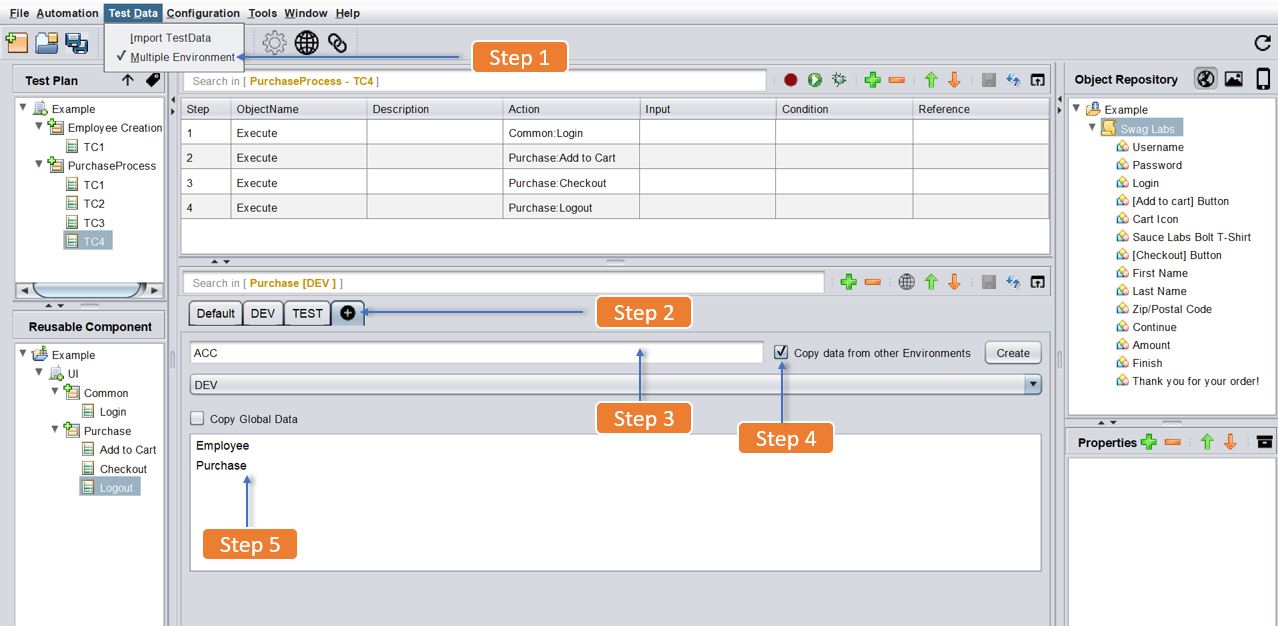 File Automation Test Data Configuration Tools Window Help
Import TestData
✓ Multiple Environment
Step 1
Test Plan
Search in [ PurchaseProcess - TC4 ]
Object Repository
Example
Employee Creation
TC1
PurchaseProcess
TC1
TC2
TC3
TC4
Step ObjectName Description Action Input Condition Reference
1 Execute Common:Login
2 Execute Purchase:Add to Cart
3 Execute Purchase:Checkout
4 Execute Purchase:Logout
Example
Swag Labs
Username
Password
Login
[Add to cart] Button
Cart Icon
Sauce Labs Bolt T-Shirt
[Checkout] Button
First Name
Last Name
Zip/Postal Code
Continue
Amount
Finish
Thank you for your order!
Reusable Component
Example
UI
Common
Login
Purchase
Add to Cart
Checkout
Logout
Search in [ Purchase [DEV ] ]
Default DEV TEST
Step 2
ACC
Copy data from other Environments Create
DEV
Step 3
Copy Global Data
Step 4
Employee
Purchase
Step 5
Properties